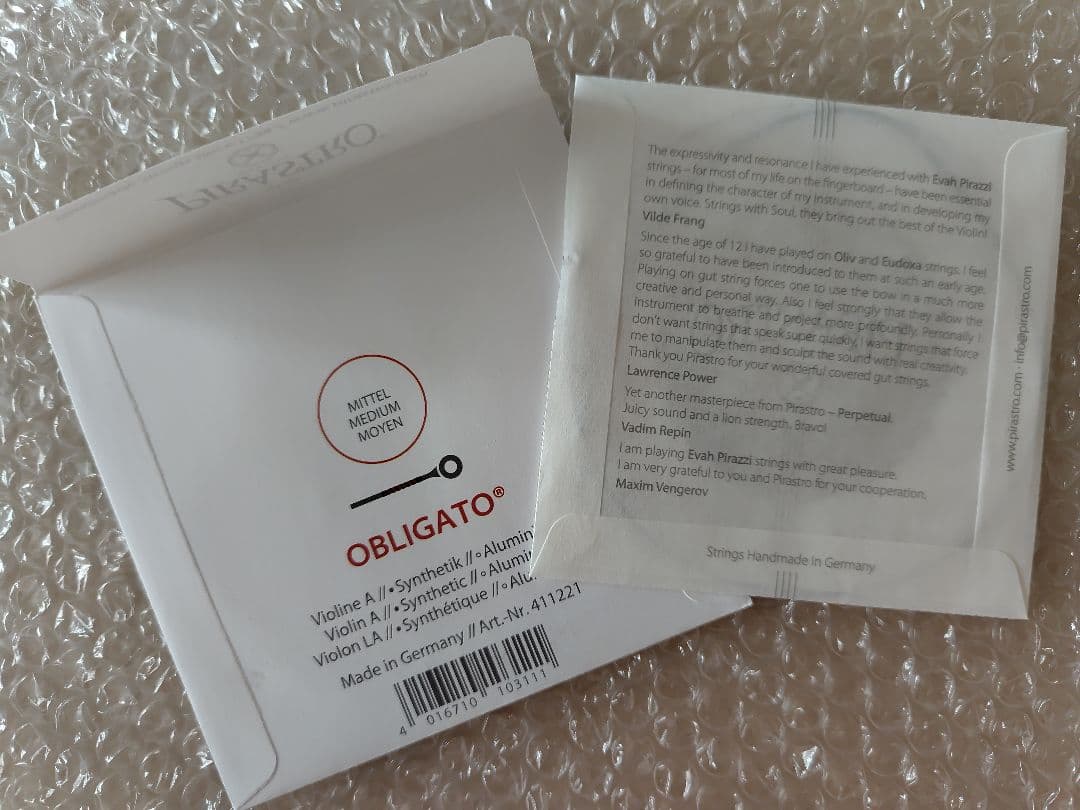 PIRASTRO
MITTEL
MEDIUM
MOYEN
OBLIGATO®
Violine A // • Synthetik // ◦ Alumin
Violin A // • Synthetic // ◦ Alumi
Violon LA // • Synthétique // ◦ Alu
Made in Germany // Art.-Nr. 411221
4 016710 103111
The expressivity and resonance I have experienced with Evah Pirazzi
strings – for most of my life on the fingerboard – have been essential
in defining the character of my instrument, and in developing my
own voice. Strings with Soul, they bring out the best of the Violin!
Vilde Frang
Since the age of 12 I have played on Oliv and Eudoxa strings. I feel
so grateful to have been introduced to them at such an early age.
Playing on gut string forces one to use the bow in a much more
creative and personal way. Also I feel strongly that they allow the
instrument to breathe and project more profoundly. Personally I
don't want strings that speak super quickly, I want strings that force
me to manipulate them and sculpt the sound with real creativity.
Thank you Pirastro for your wonderful covered gut strings.
Lawrence Power
Yet another masterpiece from Pirastro – Perpetual.
Juicy sound and a lion strength. Bravo!
Vadim Repin
I am playing Evah Pirazzi strings with great pleasure.
I am very grateful to you and Pirastro for your cooperation.
Maxim Vengerov
Strings Handmade in Germany
www.pirastro.com · info@pirastro.com